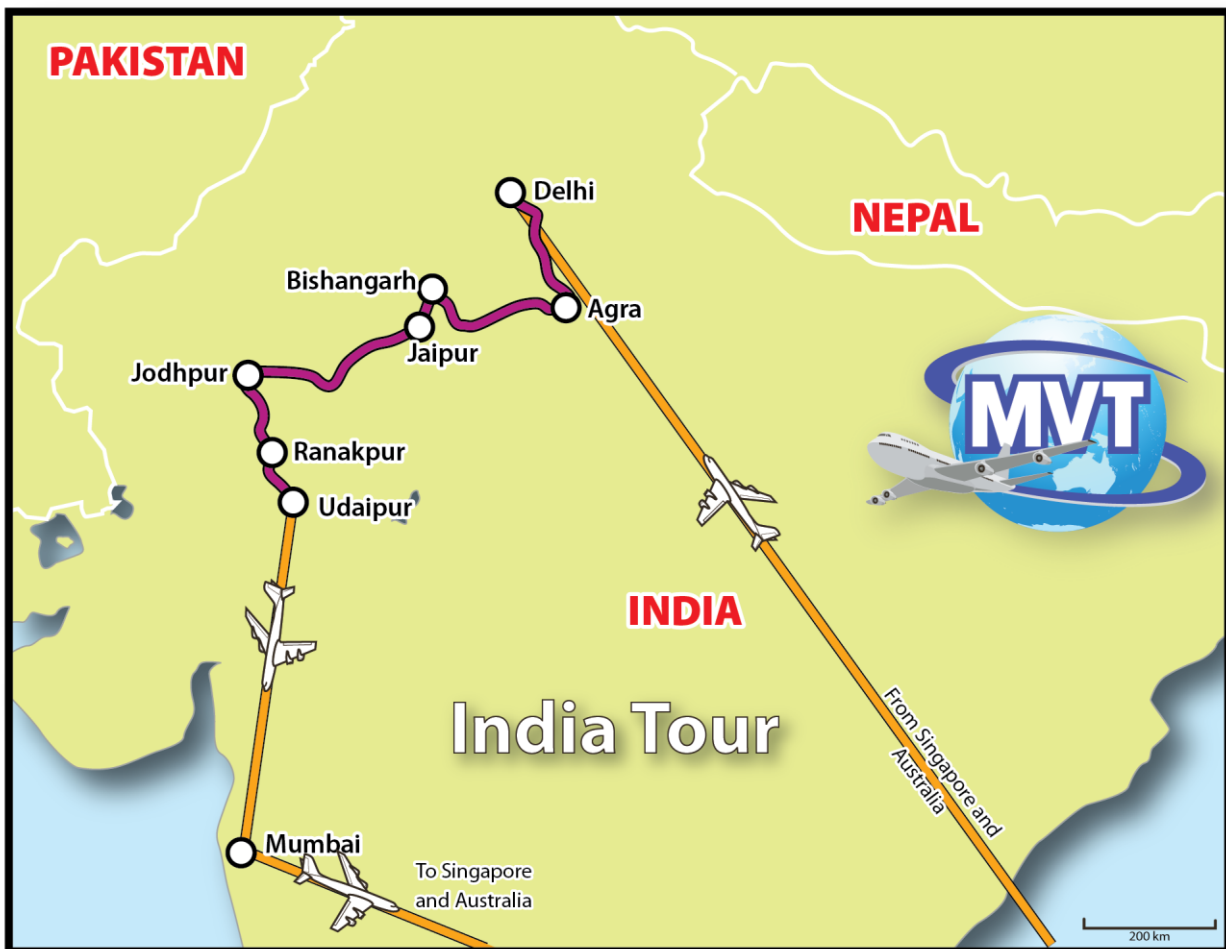 PAKISTAN
Delhi
NEPAL
Bishangarh
Agra
Jaipur
Jodhpur
MVT
Ranakpur
Udaipur
INDIA
India Tour
From Singapore and
Australia
Mumbai
To Singapore
and Australia
200 km